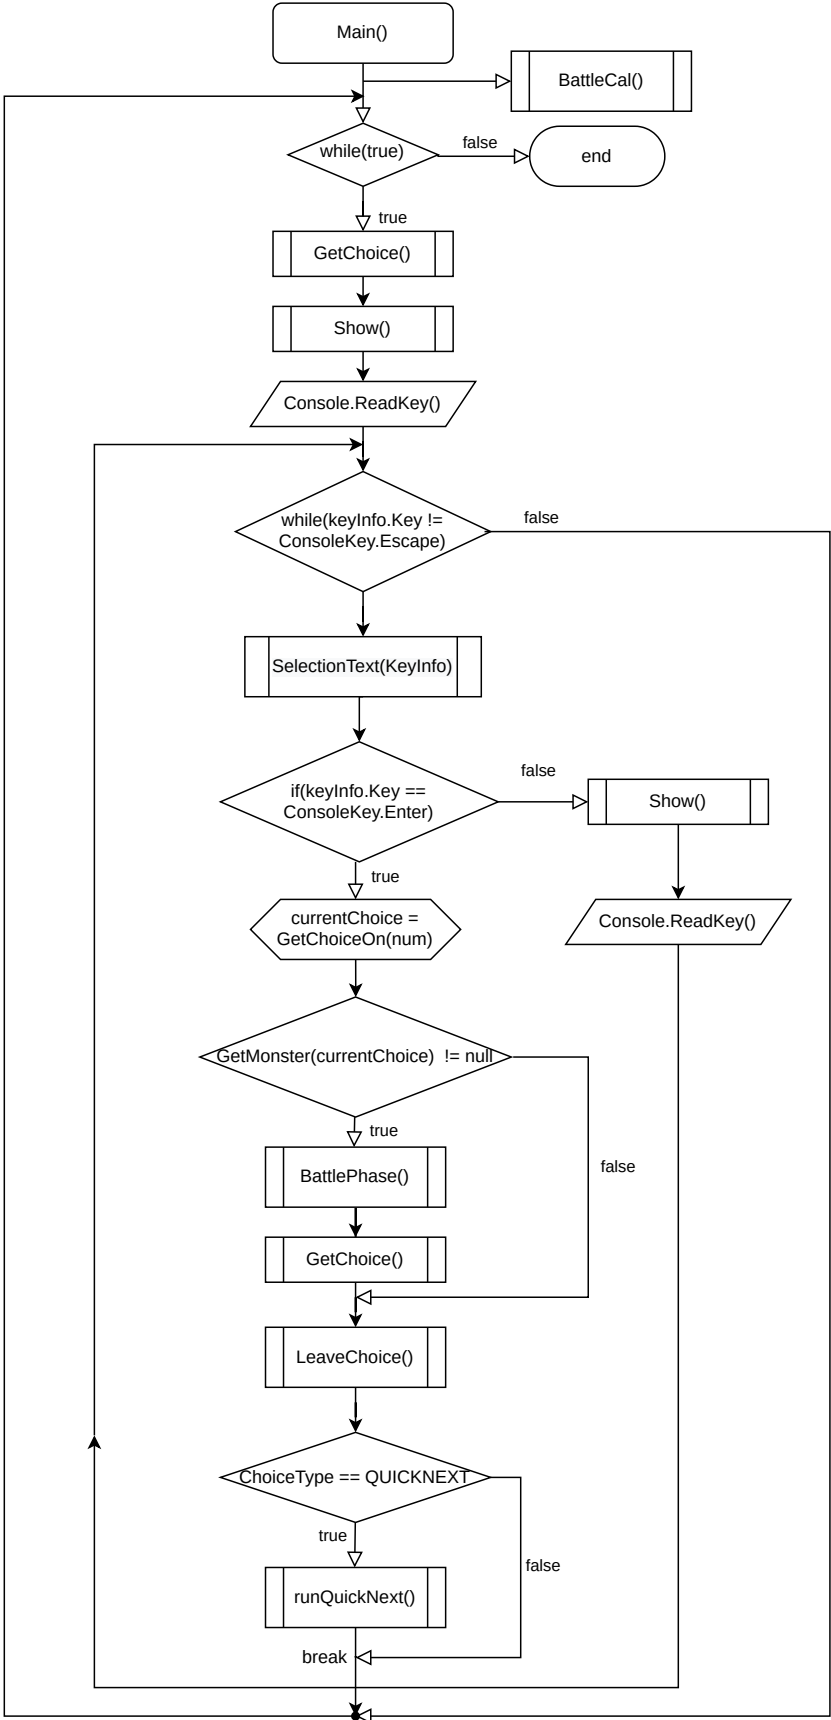 Main()
BattleCal()
while(true)
false
end
true
GetChoice()
Show()
Console.ReadKey()
while(keyInfo.Key !=
ConsoleKey.Escape)
false
SelectionText(KeyInfo)
if(keyInfo.Key ==
ConsoleKey.Enter)
false
Show()
true
currentChoice =
GetChoiceOn(num)
Console.ReadKey()
GetMonster(currentChoice)  != null
true
false
BattlePhase()
GetChoice()
LeaveChoice()
ChoiceType == QUICKNEXT
true
false
runQuickNext()
break